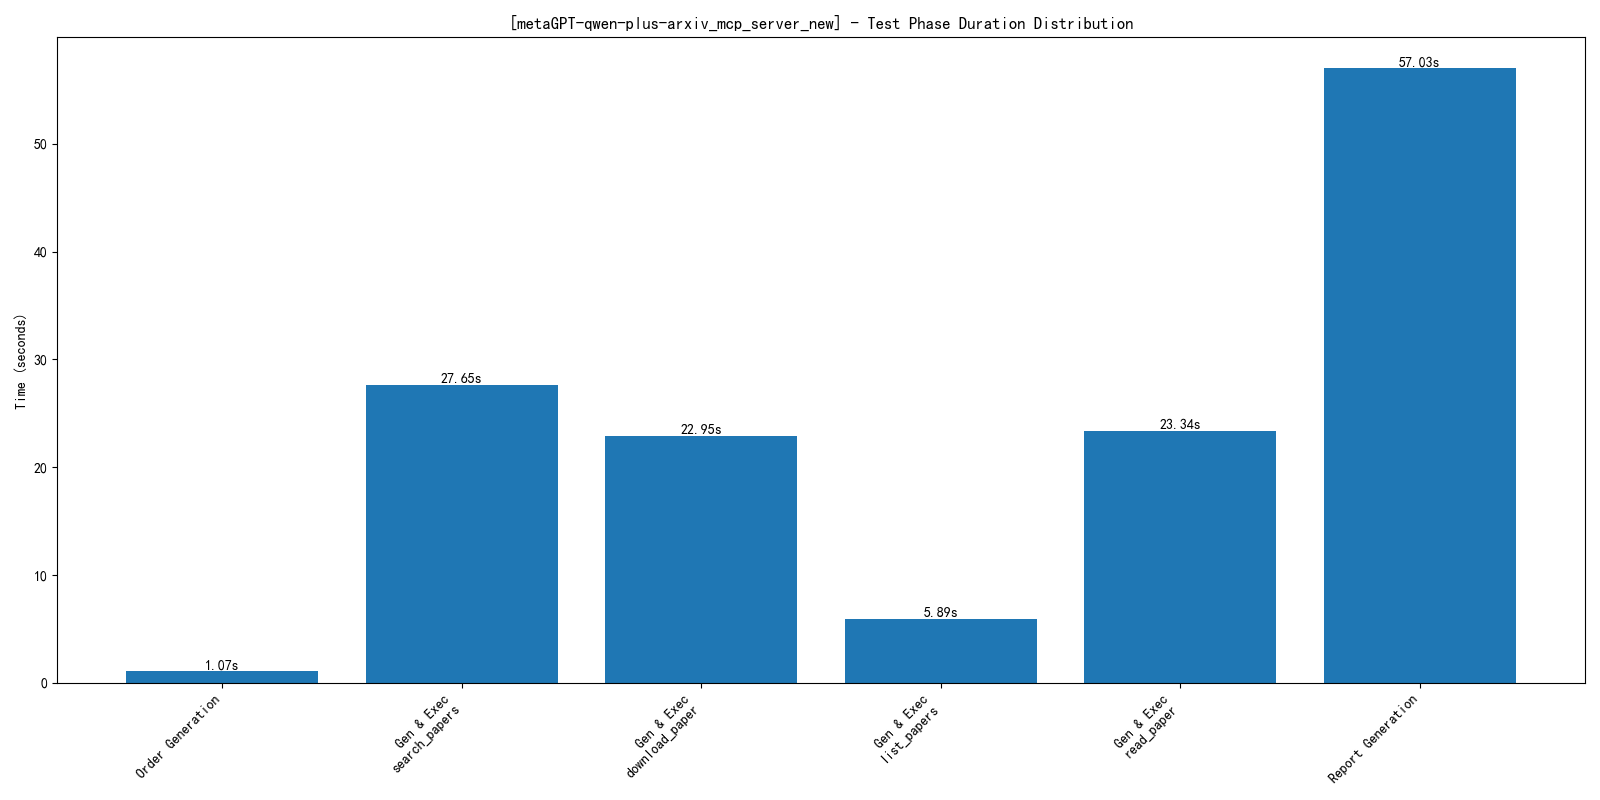 [metaGPT-qwen-plus-arxiv_mcp_server_new] - Test Phase Duration Distribution
57.03s
50
40
30
27.65s
23.34s
22.95s
20
10
5.89s
1.07s
0
Time (seconds)
Order Generation
Gen & Exec
search_papers
Gen & Exec
download_paper
Gen & Exec
list_papers
Gen & Exec
read_paper
Report Generation